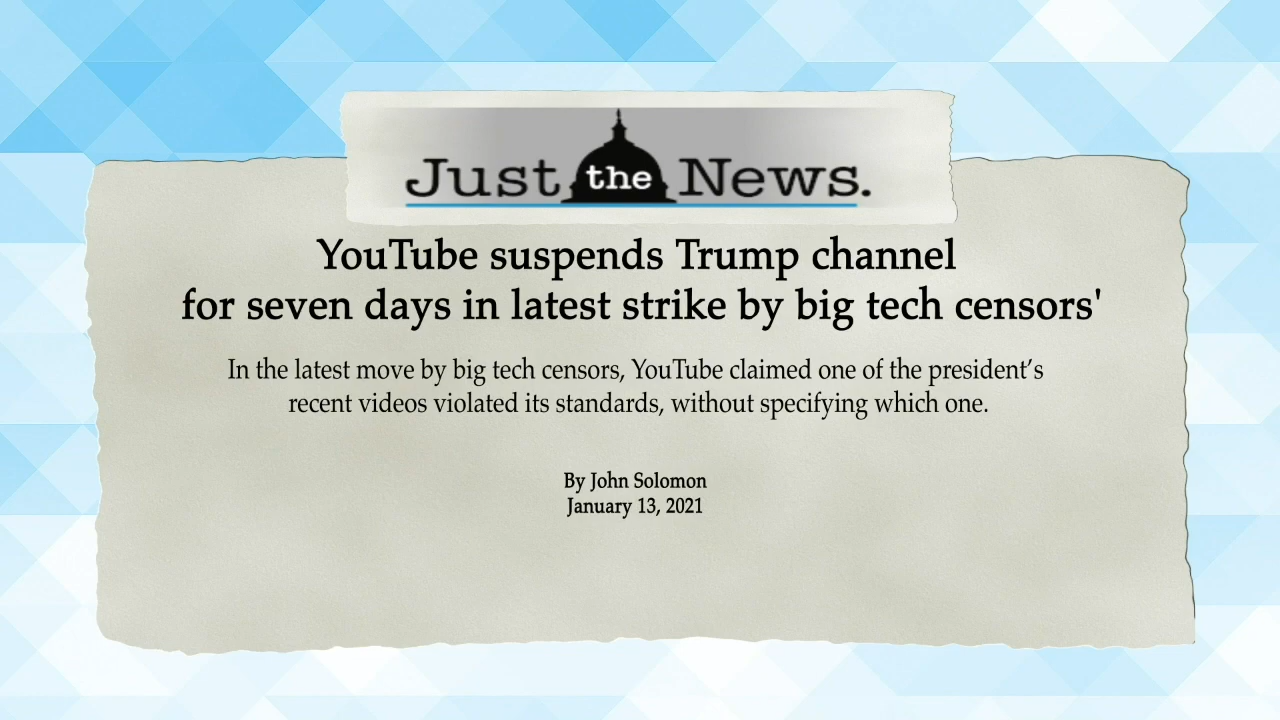 Just the News.
YouTube suspends Trump channel
for seven days in latest strike by big tech censors'
In the latest move by big tech censors, YouTube claimed one of the president’s
recent videos violated its standards, without specifying which one.
By John Solomon
January 13, 2021